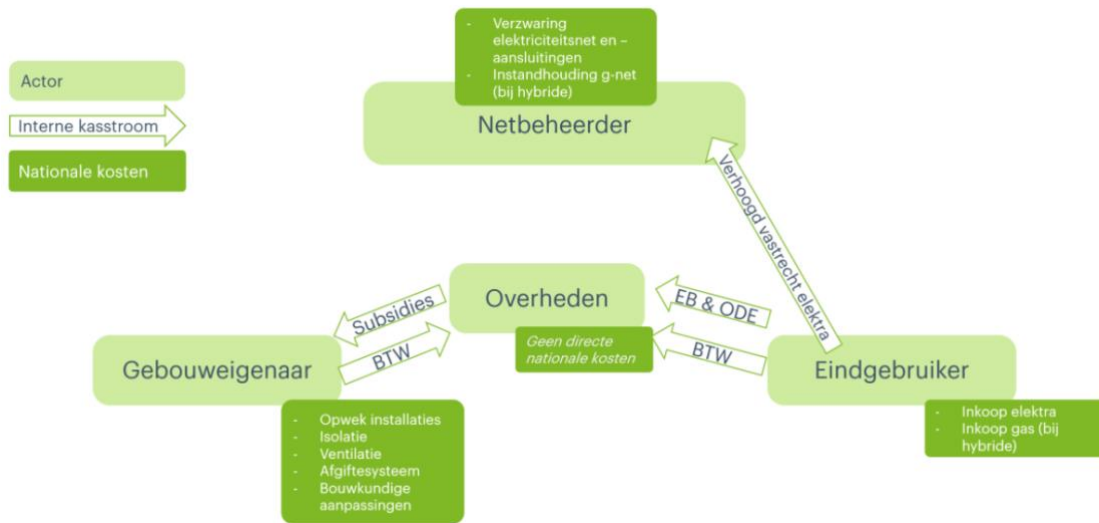 Actor
Interne kasstroom
Nationale kosten
- Verzwaring
elektriciteitsnet en –
aansluitingen
- Instandhouding g-net
(bij hybride)
Netbeheerder
Verhoogd vastrecht elektra
Overheden
Geen directe
nationale kosten
Subsidies
BTW
EB & ODE
BTW
Gebouweigenaar
- Opwek installaties
- Isolatie
- Ventilatie
- Afgiftesysteem
- Bouwkundige
aanpassingen
Eindgebruiker
- Inkoop elektra
- Inkoop gas (bij
hybride)